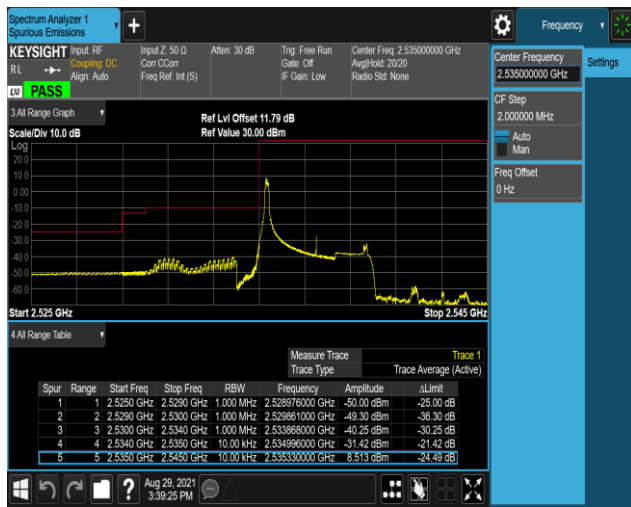 Spectrum Analyzer 1
Spurious Emissions
Frequency
KEYSIGHT
Input: RF
Input Z: 50 Ω
Atten: 30 dB
Trig: Free Run
Center Freq: 2.535000000 GHz
RL
Coupling: DC
Corr CCorr
Gate: Off
Avg|Hold: 20/20
Align: Auto
Freq Ref: Int (S)
IF Gain: Low
Radio Std: None
LXI
PASS
Center Frequency
2.535000000 GHz
Settings
CF Step
2.000000 MHz
Auto
Man
Freq Offset
0 Hz
3 All Range Graph
Ref Lvl Offset 11.79 dB
Scale/Div 10.0 dB
Ref Value 30.00 dBm
Log
20.0
10.0
0.00
-10.0
-20.0
-30.0
-40.0
-50.0
-60.0
Start 2.525 GHz
Stop 2.545 GHz
4 All Range Table
Measure Trace Trace 1
Trace Type Trace Average (Active)
Spur Range Start Freq Stop Freq RBW Frequency Amplitude ΔLimit
1 1 2.5250 GHz 2.5290 GHz 1.000 MHz 2.528976000 GHz -50.00 dBm -25.00 dB
2 2 2.5290 GHz 2.5300 GHz 1.000 MHz 2.529861000 GHz -49.30 dBm -36.30 dB
3 3 2.5300 GHz 2.5340 GHz 1.000 MHz 2.533868000 GHz -40.25 dBm -30.25 dB
4 4 2.5340 GHz 2.5350 GHz 10.00 kHz 2.534996000 GHz -31.42 dBm -21.42 dB
5 5 2.5350 GHz 2.5450 GHz 10.00 kHz 2.535330000 GHz 8.513 dBm -24.49 dB
?
Aug 29, 2021
3:39:25 PM